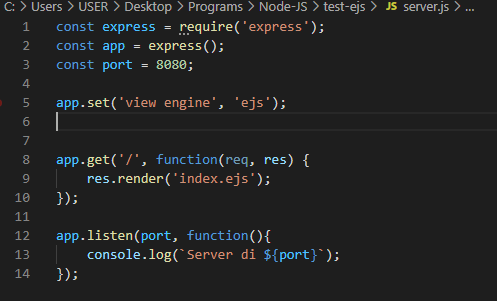 C: > Users > USER > Desktop > Programs > Node-JS > test-ejs > JS server.js > ...
1 const express = require('express');
2 const app = express();
3 const port = 8080;
4
5 app.set('view engine', 'ejs');
6
7
8 app.get('/', function(req, res) {
9     res.render('index.ejs');
10 });
11
12 app.listen(port, function(){
13     console.log(`Server di ${port}`);
14 });